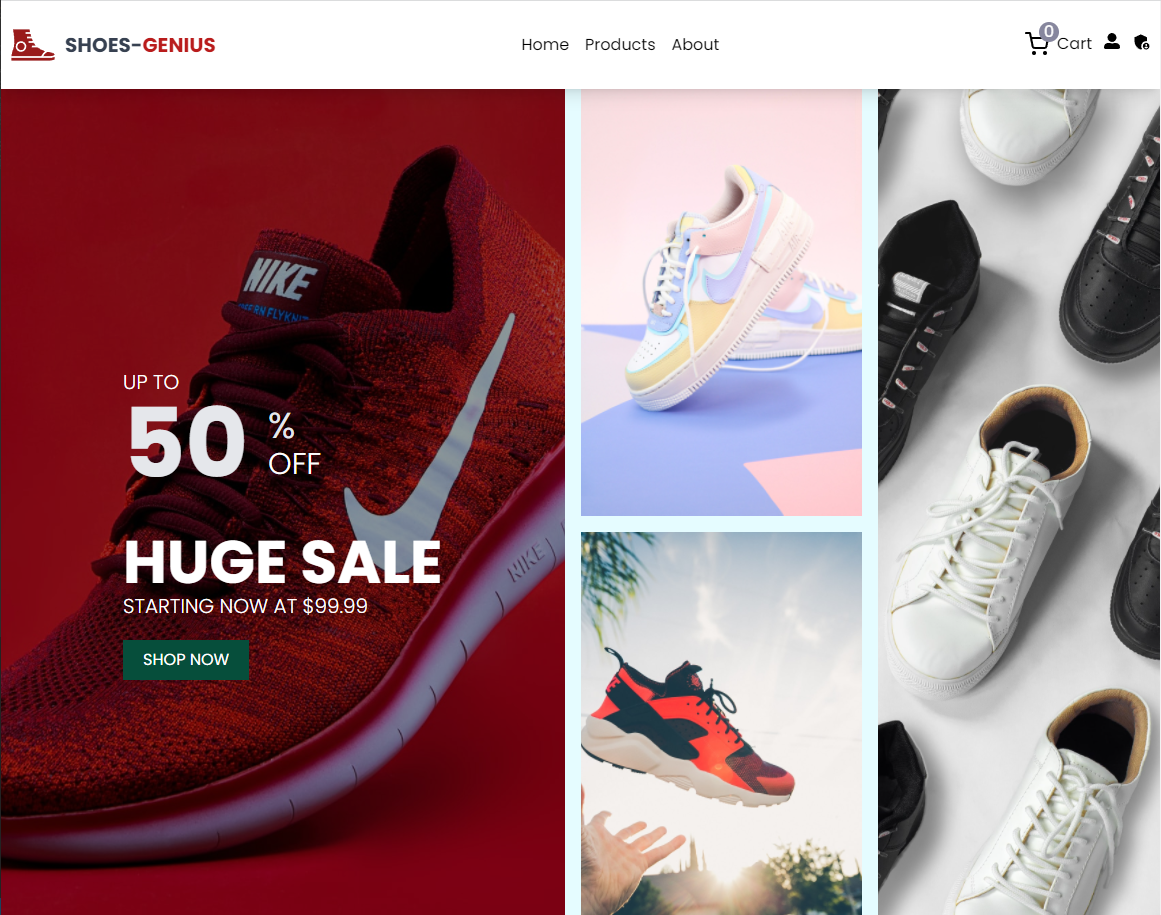 SHOES-GENIUS
Home Products About
0
Cart
NIKE
UP TO
50 %
OFF
NIKE
HUGE SALE
STARTING NOW AT $99.99
SHOP NOW